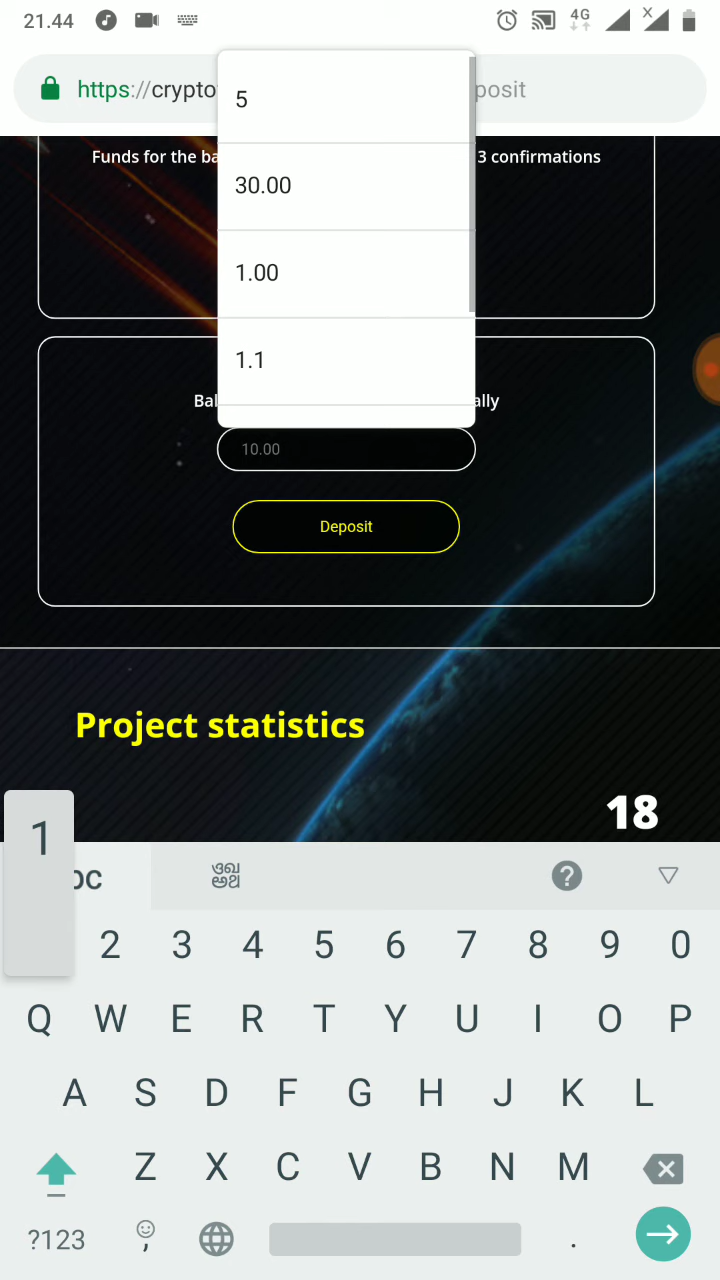 21.44
4G
X
https://crypto
posit
5
30.00
1.00
1.1
Funds for the ba
3 confirmations
Bal
ally
10.00
Deposit
Project statistics
18
1
2 3 4 5 6 7 8 9 0
Q W E R T Y U I O P
A S D F G H J K L
Z X C V B N M
?123 , .